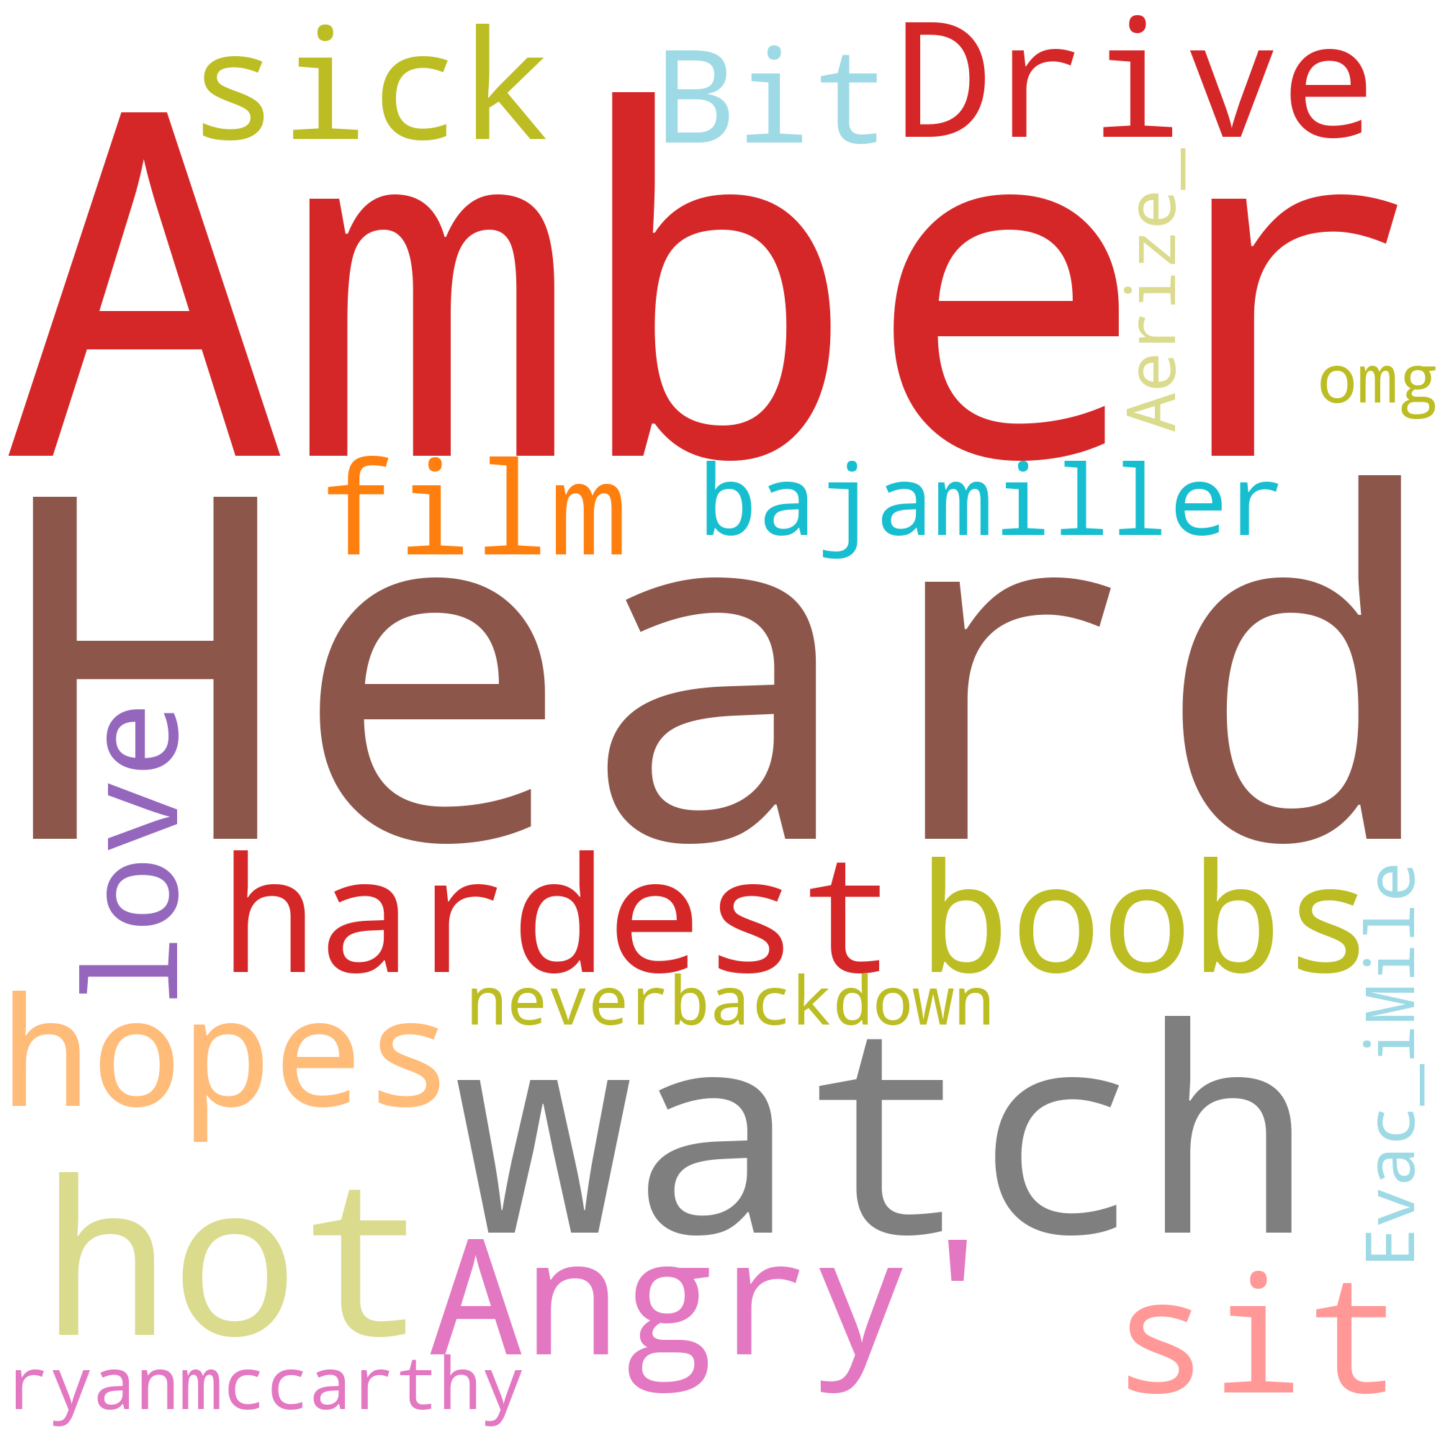 sick
Bit
Drive
Amber
Aerize_
omg
film
bajamiller
Heard
love
hardest
boobs
Evac_iMile
neverbackdown
hopes
watch
hot
Angry'
sit
ryanmccarthy